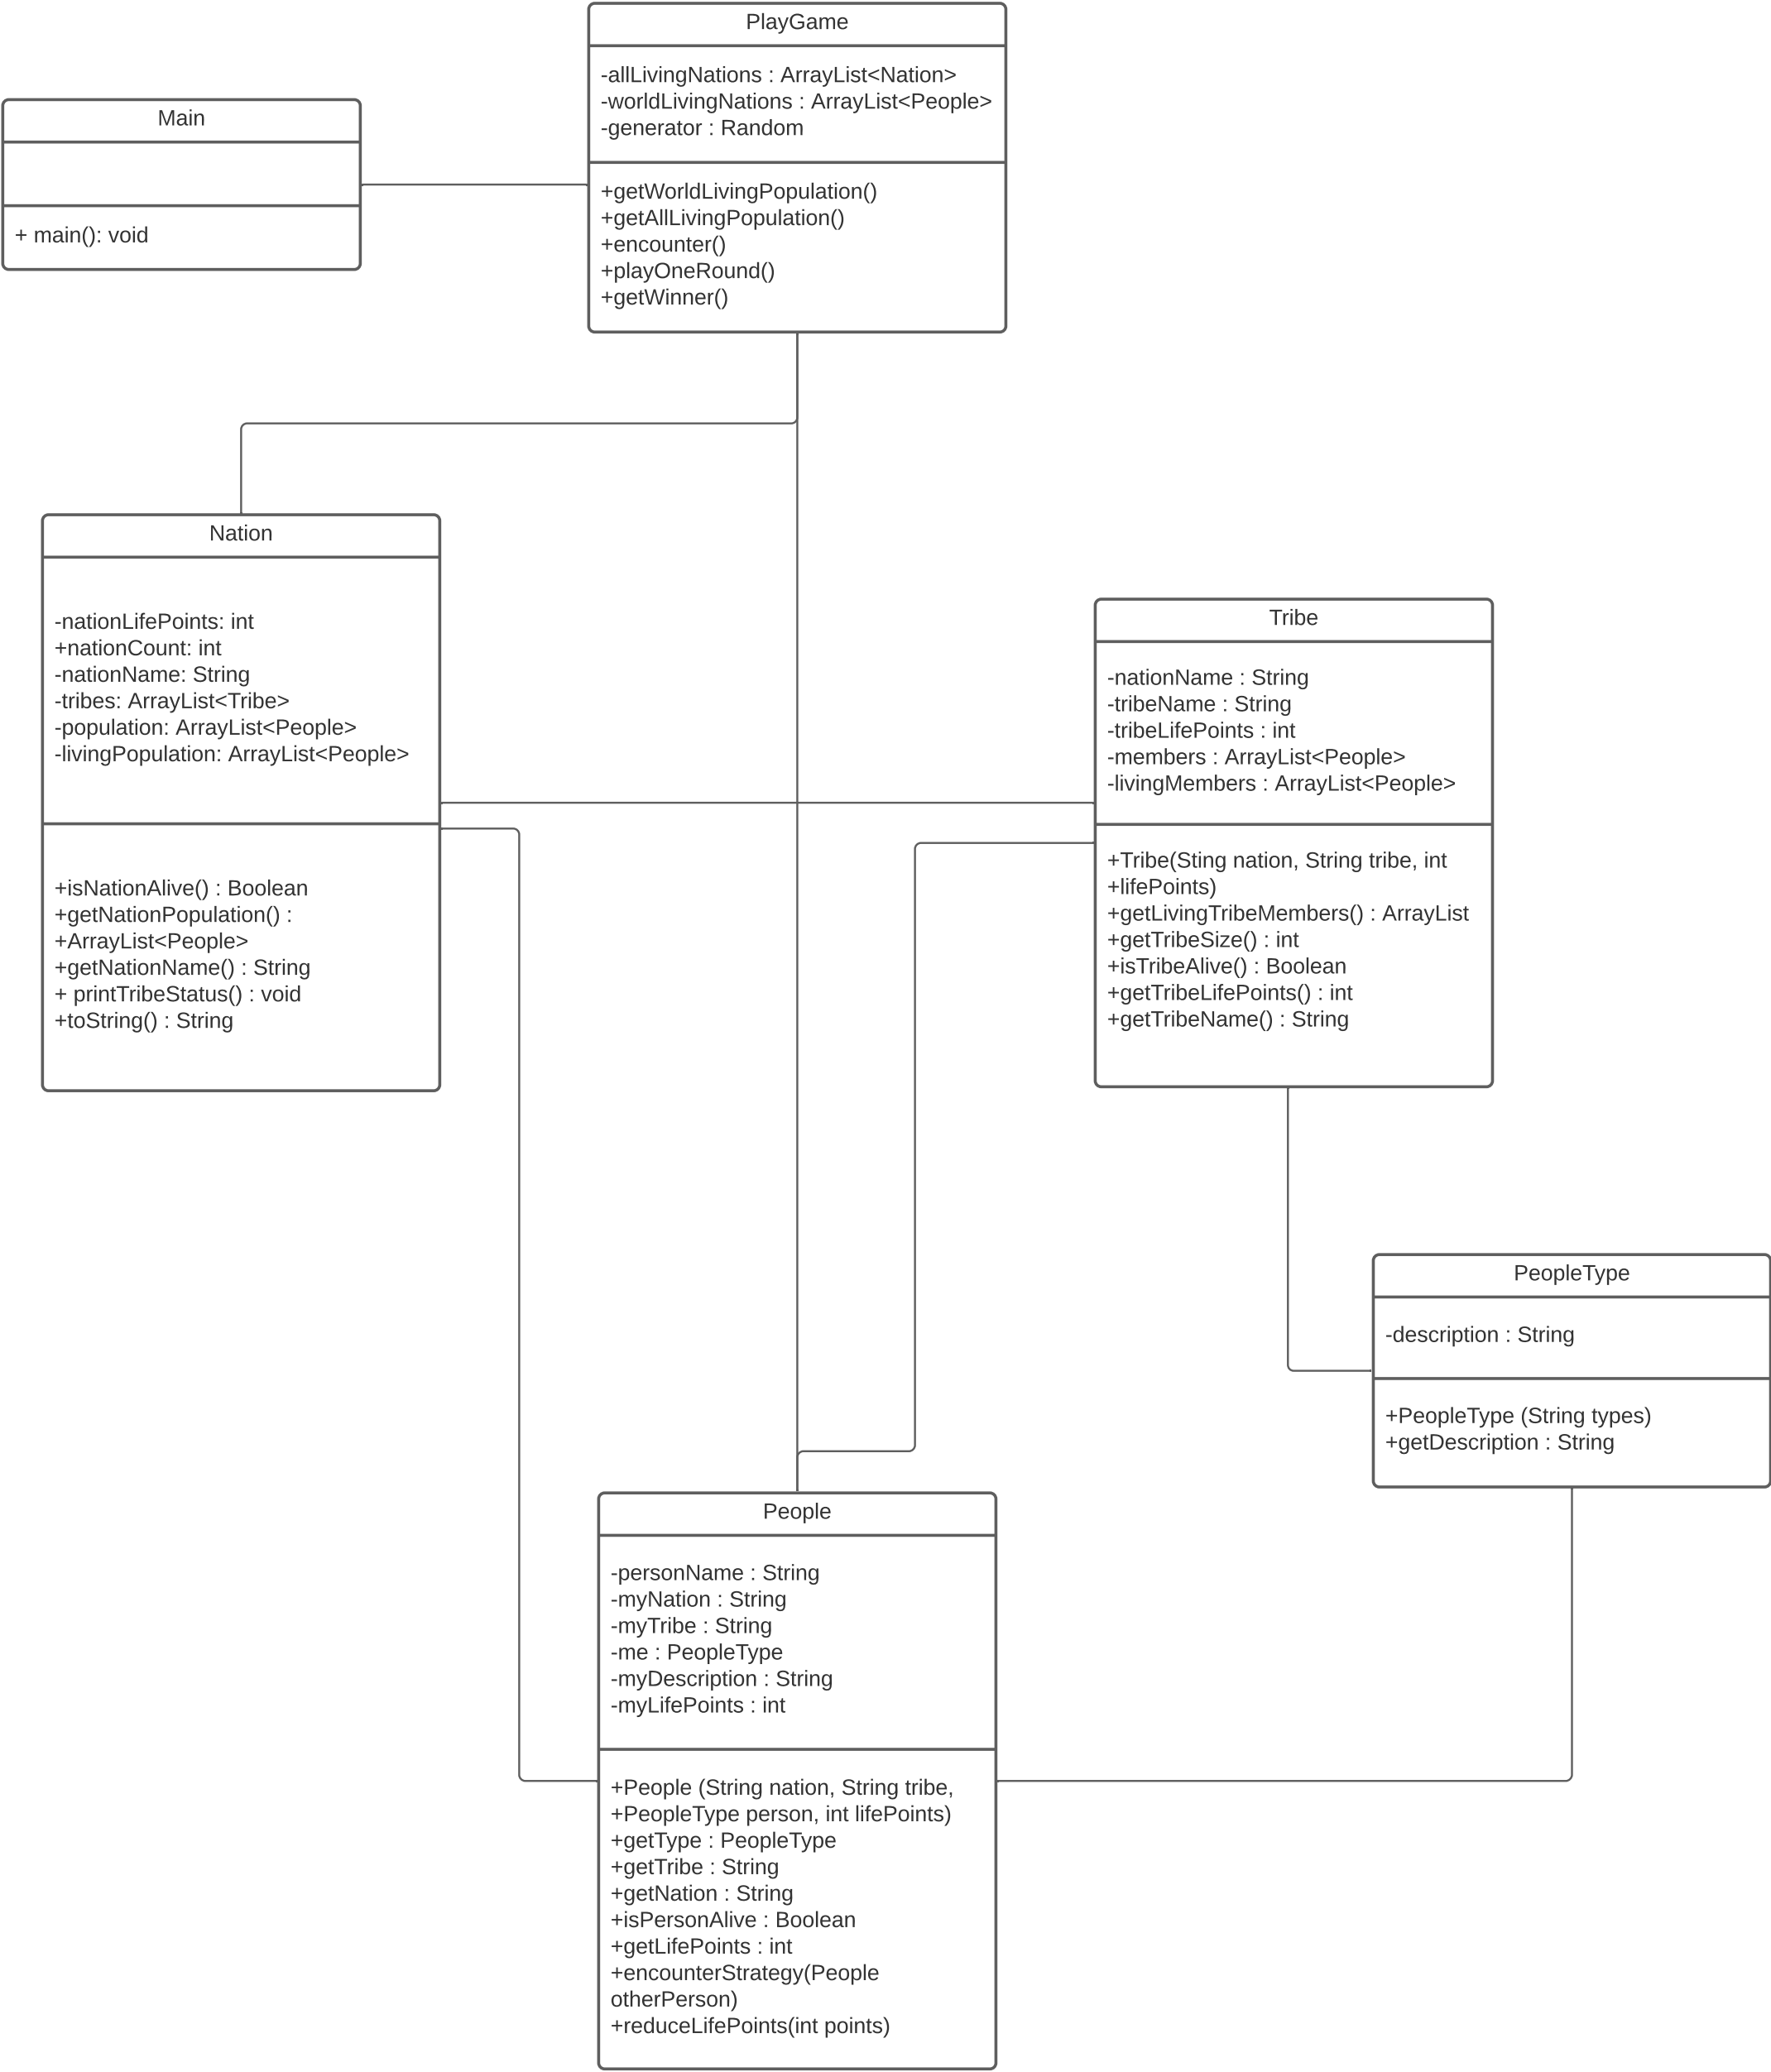 PlayGame
-allLivingNations : ArrayList<Nation>
-worldLivingNations : ArrayList<People>
-generator : Random
+getWorldLivingPopulation()
+getAllLivingPopulation()
+encounter()
+playOneRound()
+getWinner()
Main
+ main(): void
Nation
-nationLifePoints: int
+nationCount: int
-nationName: String
-tribes: ArrayList<Tribe>
-population: ArrayList<People>
-livingPopulation: ArrayList<People>
+isNationAlive() : Boolean
+getNationPopulation() :
+ArrayList<People>
+getNationName() : String
+ printTribeStatus() : void
+toString() : String
Tribe
-nationName : String
-tribeName : String
-tribeLifePoints : int
-members : ArrayList<People>
-livingMembers : ArrayList<People>
+Tribe(Sting nation, String tribe, int
+lifePoints)
+getLivingTribeMembers() : ArrayList
+getTribeSize() : int
+isTribeAlive() : Boolean
+getTribeLifePoints() : int
+getTribeName() : String
PeopleType
-description : String
+PeopleType (String types)
+getDescription : String
People
-personName : String
-myNation : String
-myTribe : String
-me : PeopleType
-myDescription : String
-myLifePoints : int
+People (String nation, String tribe,
+PeopleType person, int lifePoints)
+getType : PeopleType
+getTribe : String
+getNation : String
+isPersonAlive : Boolean
+getLifePoints : int
+encounterStrategy(People
otherPerson)
+reduceLifePoints(int points)